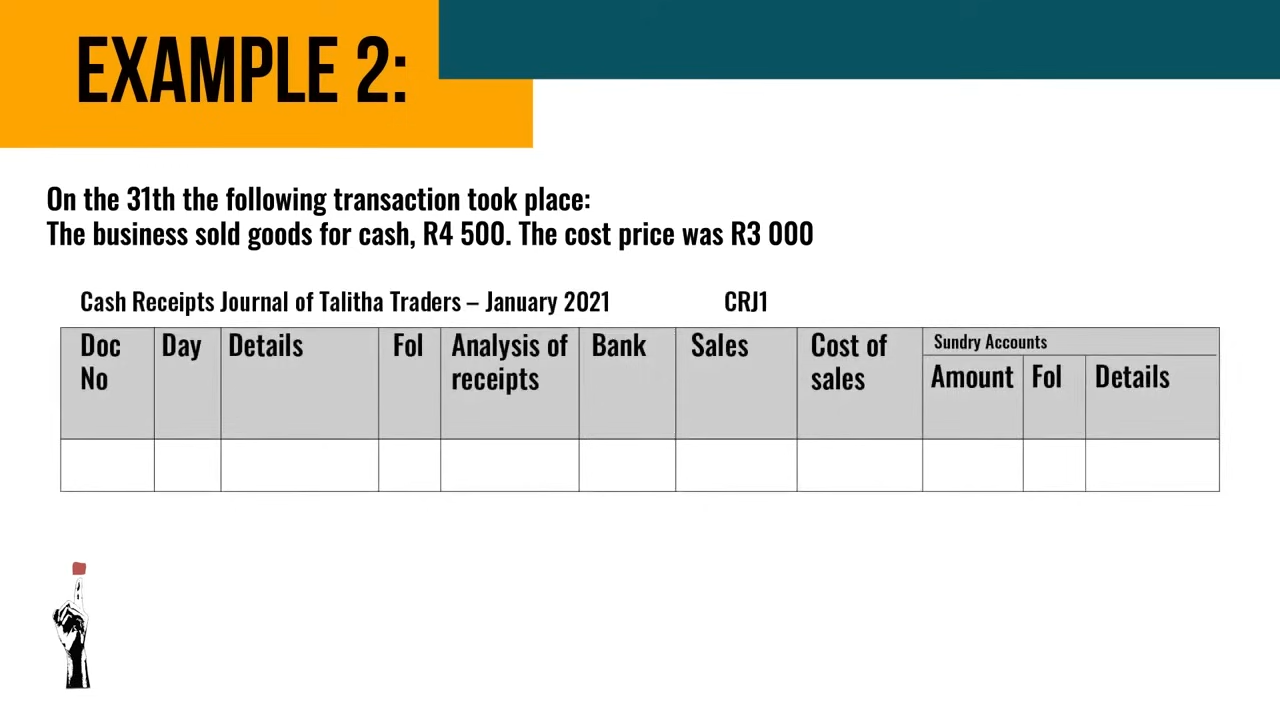 EXAMPLE 2:
On the 31th the following transaction took place:
The business sold goods for cash, R4 500. The cost price was R3 000
Cash Receipts Journal of Talitha Traders – January 2021 CRJ1
Doc No Day Details Fol Analysis of receipts Bank Sales Cost of sales Sundry Accounts
Amount Fol Details